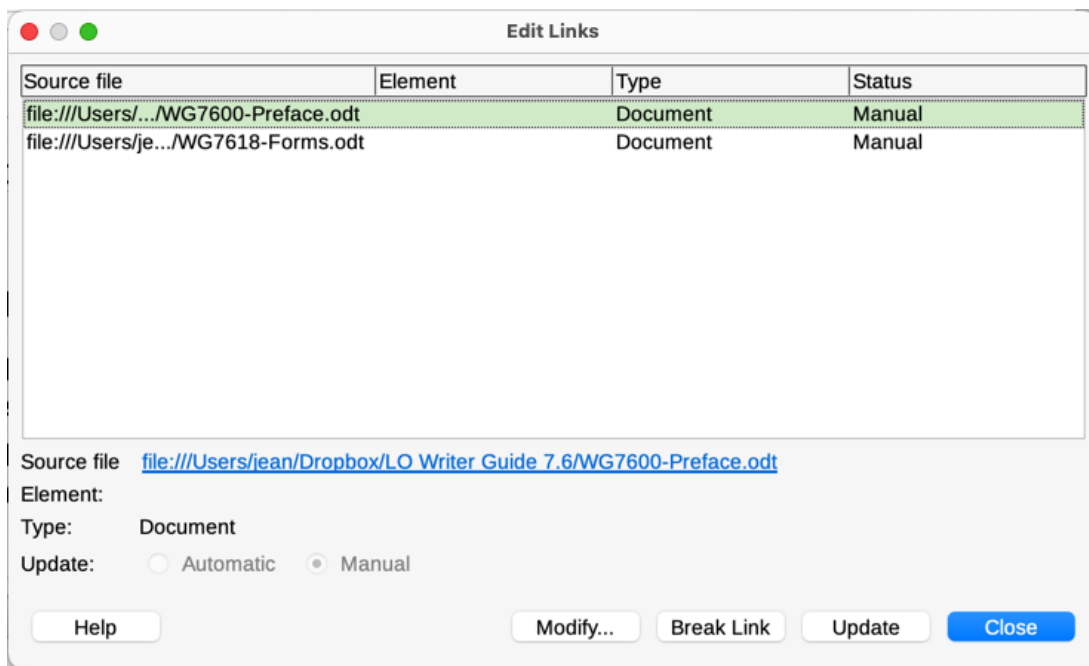 Edit Links
Source file Element Type Status
file:///Users/.../WG7600-Preface.odt Document Manual
file:///Users/je.../WG7618-Forms.odt Document Manual
Source file file:///Users/jean/Dropbox/LO Writer Guide 7.6/WG7600-Preface.odt
Element:
Type: Document
Update: Automatic Manual
Help Modify... Break Link Update Close